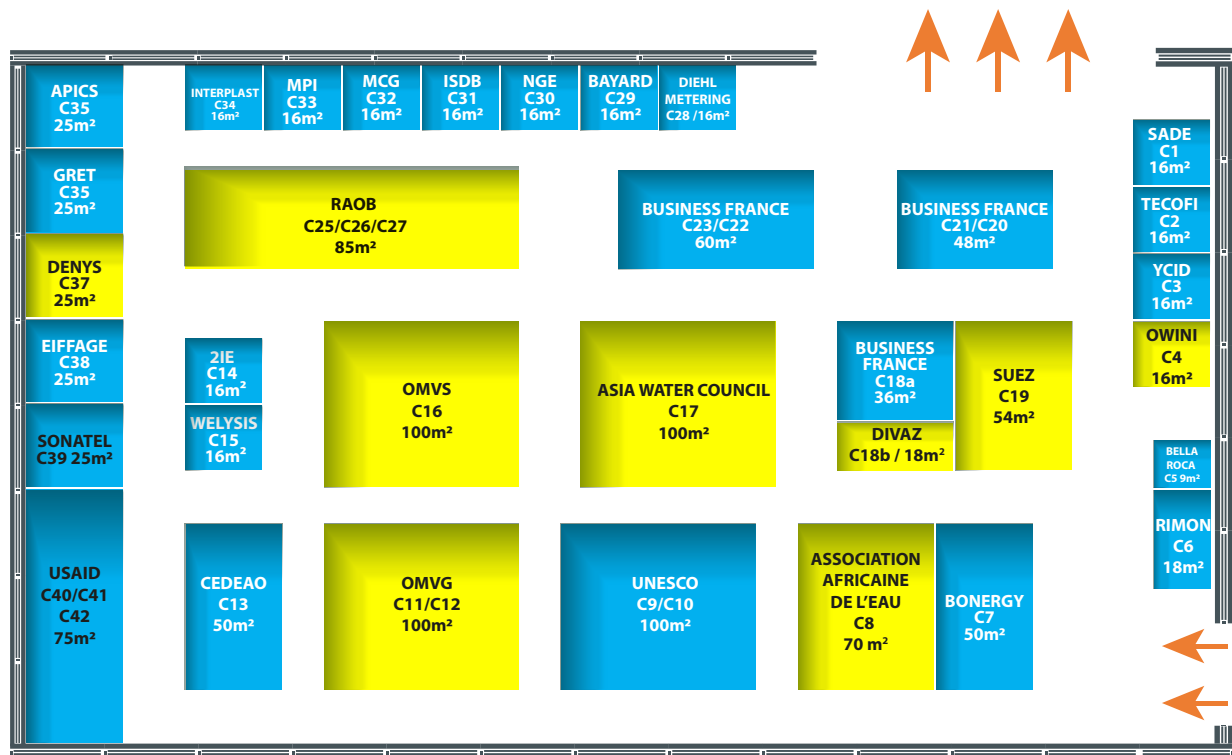 APICS
C35
25m²
INTERPLAST
C34
16m²
MPI
C33
16m²
MCG
C32
16m²
ISDB
C31
16m²
NGE
C30
16m²
BAYARD
C29
16m²
DIEHL
METERING
C28 /16m²
SADE
C1
16m²
GRET
C35
25m²
RAOB
C25/C26/C27
85m²
BUSINESS FRANCE
C23/C22
60m²
BUSINESS FRANCE
C21/C20
48m²
TECOFI
C2
16m²
DENYS
C37
25m²
YCID
C3
16m²
EIFFAGE
C38
25m²
2IE
C14
16m²
OMVS
C16
100m²
ASIA WATER COUNCIL
C17
100m²
BUSINESS
FRANCE
C18a
36m²
SUEZ
C19
54m²
OWINI
C4
16m²
SONATEL
C39 25m²
WELYSIS
C15
16m²
DIVAZ
C18b / 18m²
BELLA
ROCA
C5 9m²
USAID
C40/C41
C42
75m²
CEDEAO
C13
50m²
OMVG
C11/C12
100m²
UNESCO
C9/C10
100m²
ASSOCIATION
AFRICAINE
DE L'EAU
C8
70 m²
BONERGY
C7
50m²
RIMON
C6
18m²